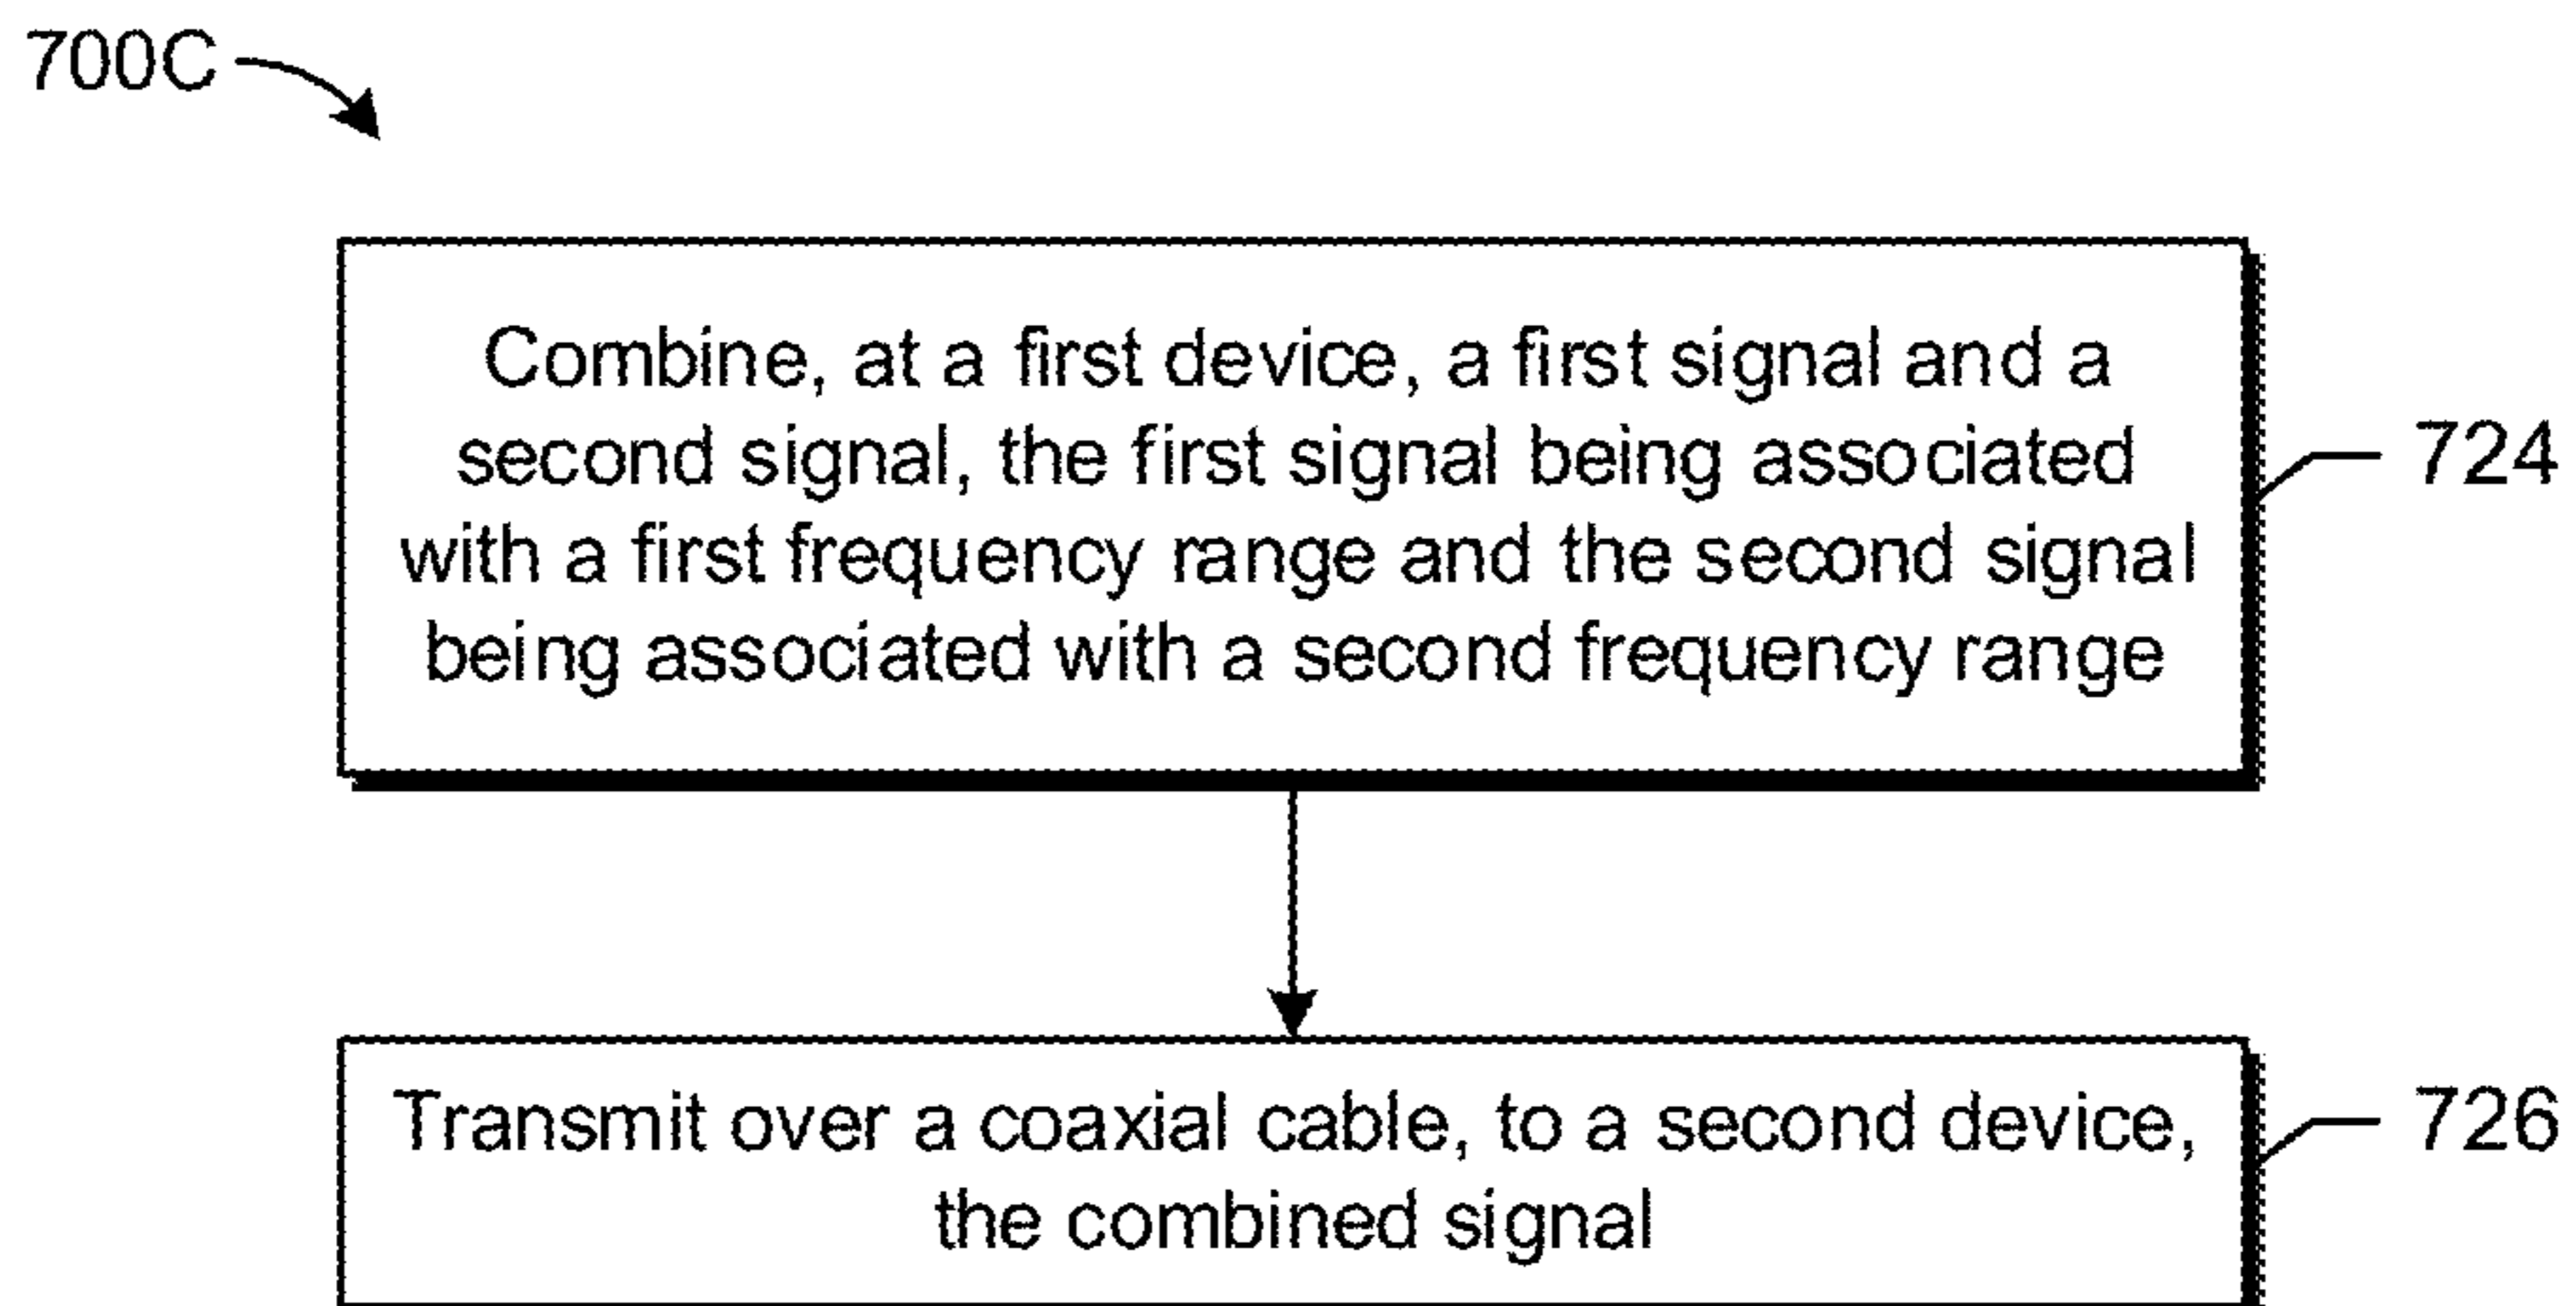 700C
Combine, at a first device, a first signal and a
second signal, the first signal being associated
with a first frequency range and the second signal
being associated with a second frequency range
724
Transmit over a coaxial cable, to a second device,
the combined signal
726